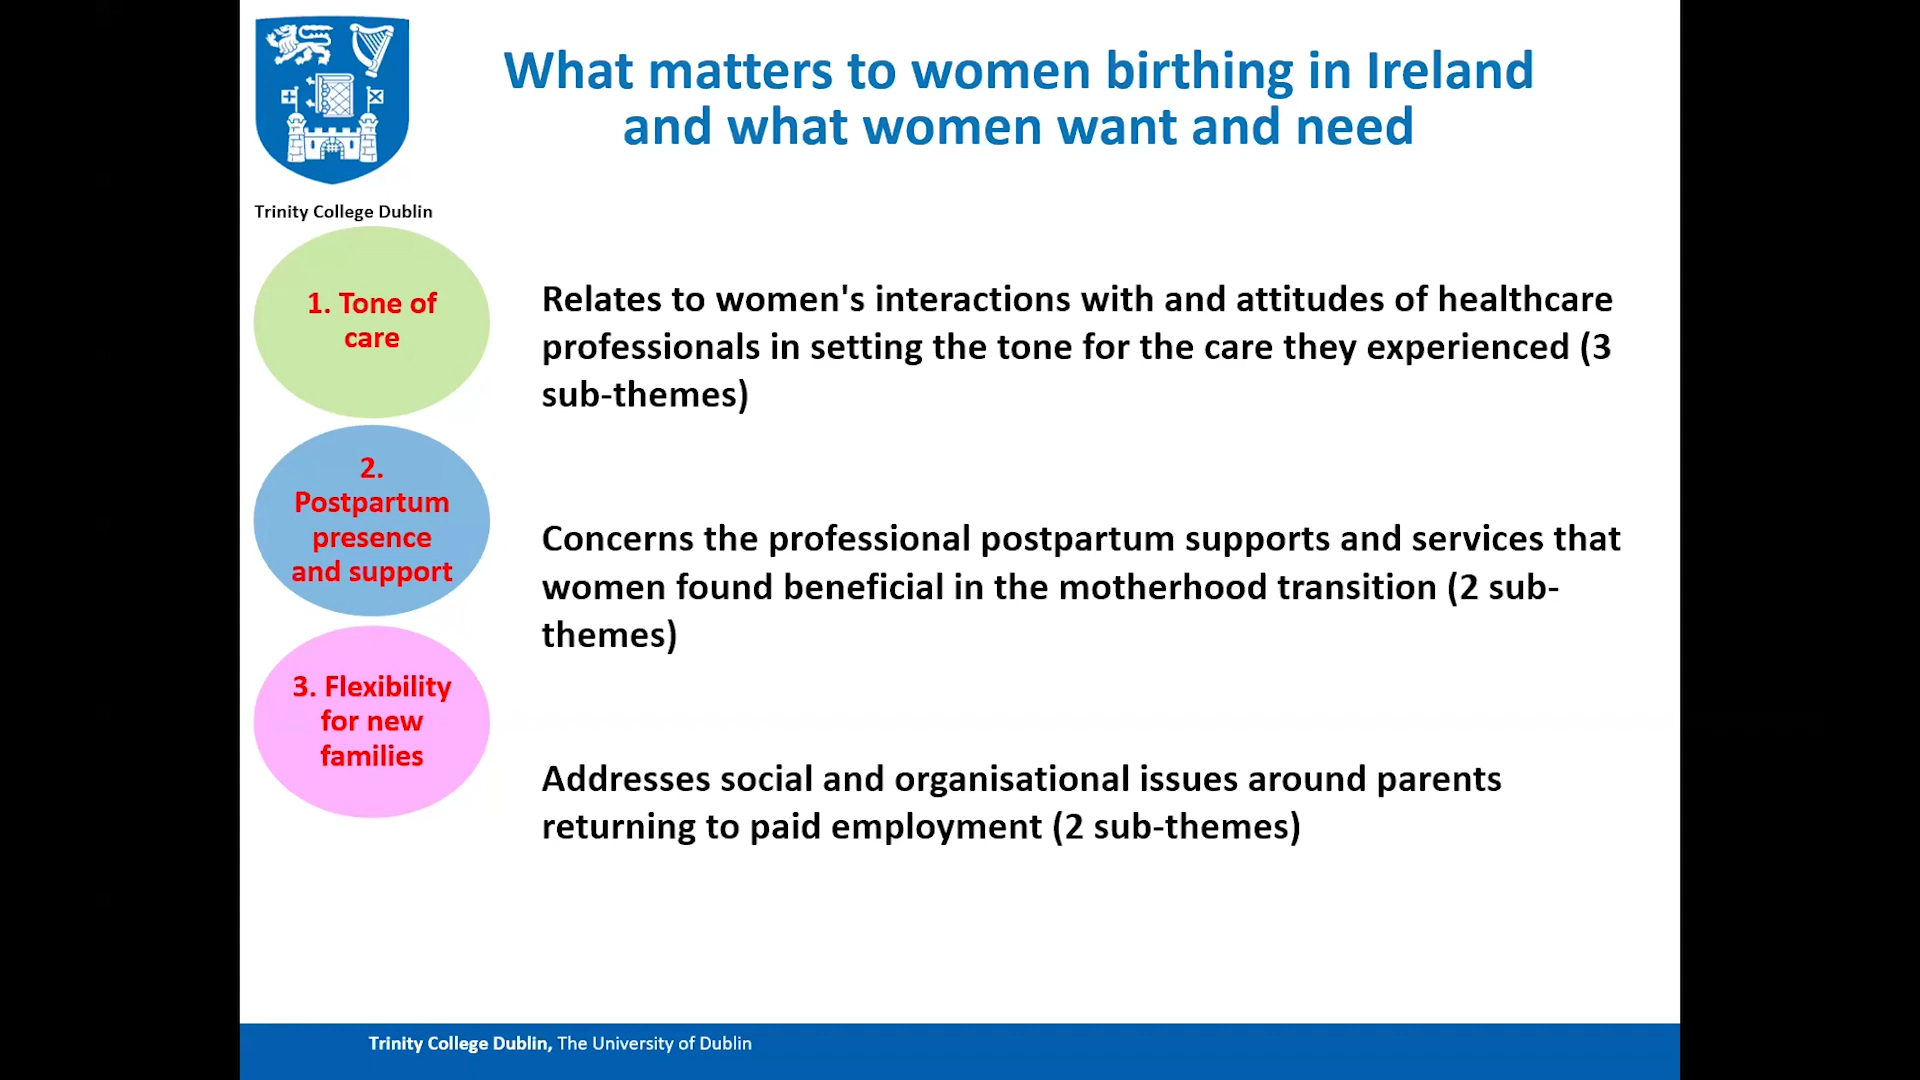 What matters to women birthing in Ireland
and what women want and need
Trinity College Dublin
1. Tone of
care
Relates to women's interactions with and attitudes of healthcare
professionals in setting the tone for the care they experienced (3
sub-themes)
2.
Postpartum
presence
and support
Concerns the professional postpartum supports and services that
women found beneficial in the motherhood transition (2 sub-
themes)
3. Flexibility
for new
families
Addresses social and organisational issues around parents
returning to paid employment (2 sub-themes)
Trinity College Dublin, The University of Dublin